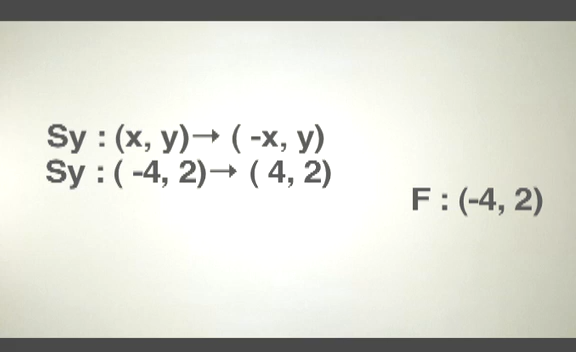 Sy : (x, y)→ ( -x, y)
Sy : ( -4, 2)→ ( 4, 2)
F : (-4, 2)